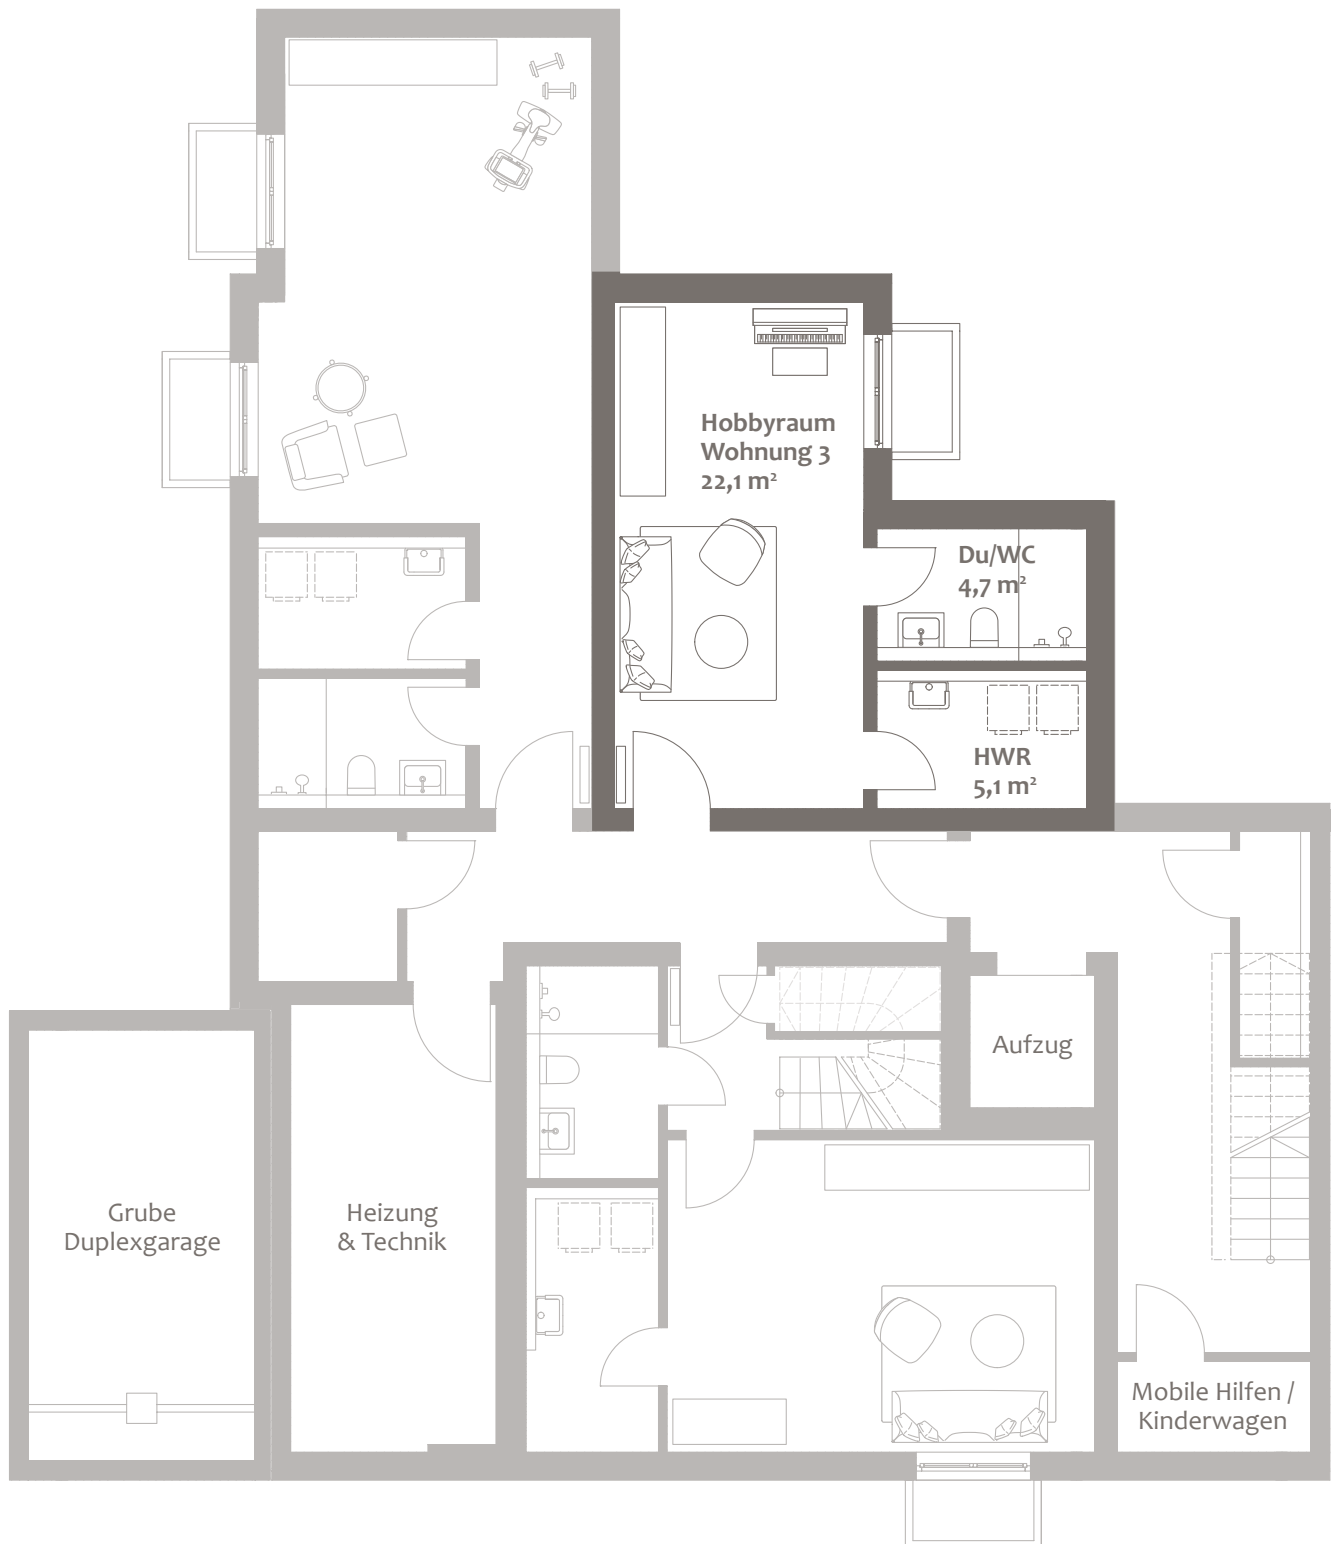 Hobbyraum
Wohnung 3
22,1 m²
Du/WC
4,7 m²
HWR
5,1 m²
Aufzug
Grube
Duplexgarage
Heizung
& Technik
Mobile Hilfen /
Kinderwagen